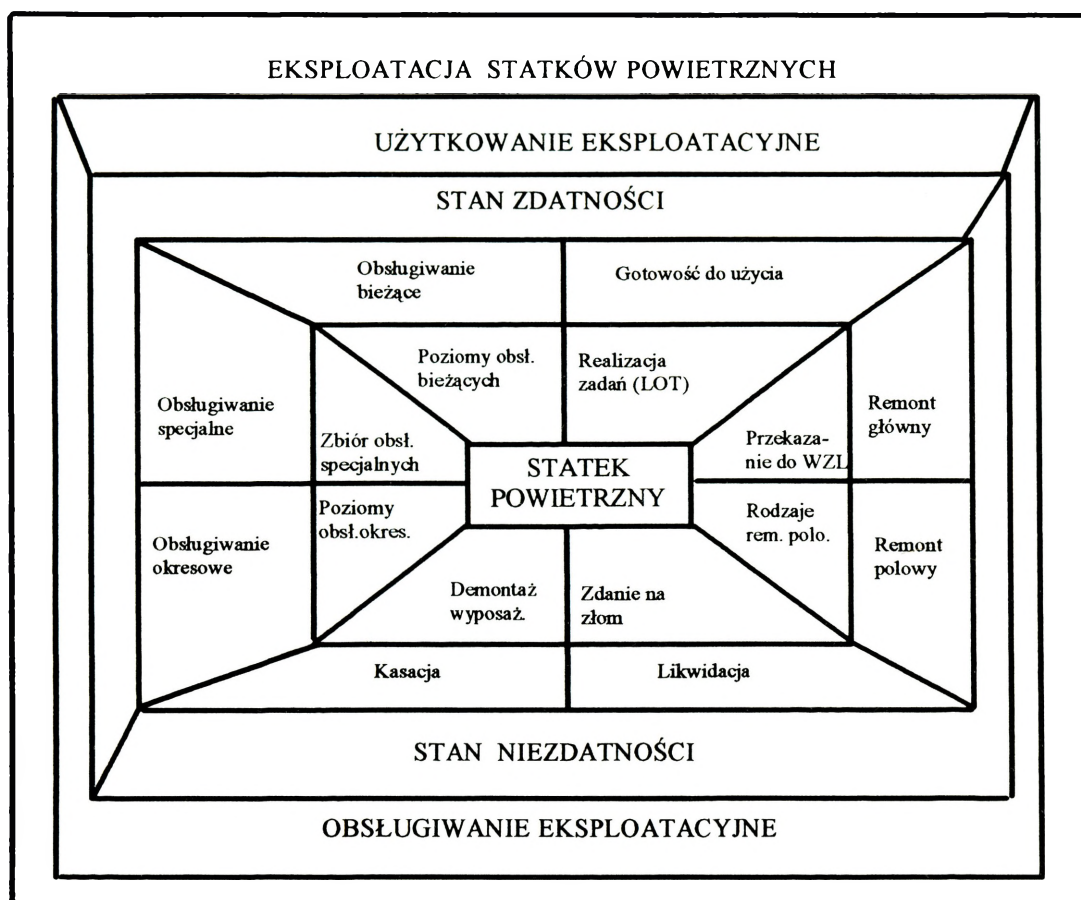 EKSPLOATACJA STATKÓW POWIETRZNYCH
UŻYTKOWANIE EKSPLOATACYJNE
STAN ZDATNOŚCI
Obsługiwanie
bieżące
Gotowość do użycia
Poziomy obsł.
bieżących
Realizacja
zadań (LOT)
Obsługiwanie
specjalne
Zbiór obsł.
specjalnych
STATEK
POWIETRZNY
Przekaza-
nie do WZL
Remont
główny
Obsługiwanie
okresowe
Poziomy
obsł.okres.
Rodzaje
rem. polo.
Remont
polowy
Demontaż
wyposaż.
Zdanie na
złom
Kasacja
Likwidacja
STAN NIEZDATNOŚCI
OBSŁUGIWANIE EKSPLOATACYJNE